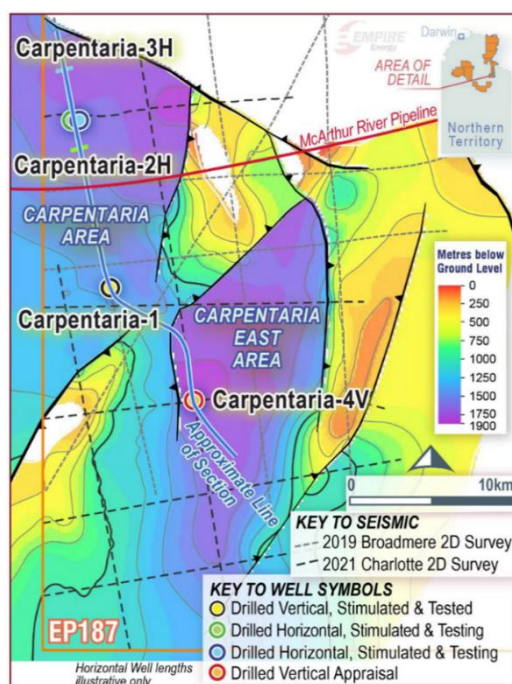 Carpentaria-3H
EMPIRE
Energy
Darwin
AREA OF
DETAIL
Northern
Territory
McArthur River Pipeline
Carpentaria-2H
CARPENTARIA
AREA
Metres below
Ground Level
0
250
500
750
1000
1250
1500
1750
1900
Carpentaria-1
CARPENTARIA
EAST
AREA
Carpentaria-4V
Approximate Line
of Section
0 10km
KEY TO SEISMIC
2019 Broadmere 2D Survey
2021 Charlotte 2D Survey
KEY TO WELL SYMBOLS
Drilled Vertical, Stimulated & Tested
Drilled Horizontal, Stimulated & Testing
Drilled Horizontal, Stimulated & Testing
Drilled Vertical Appraisal
EP187
Horizontal Well lengths
illustrative only